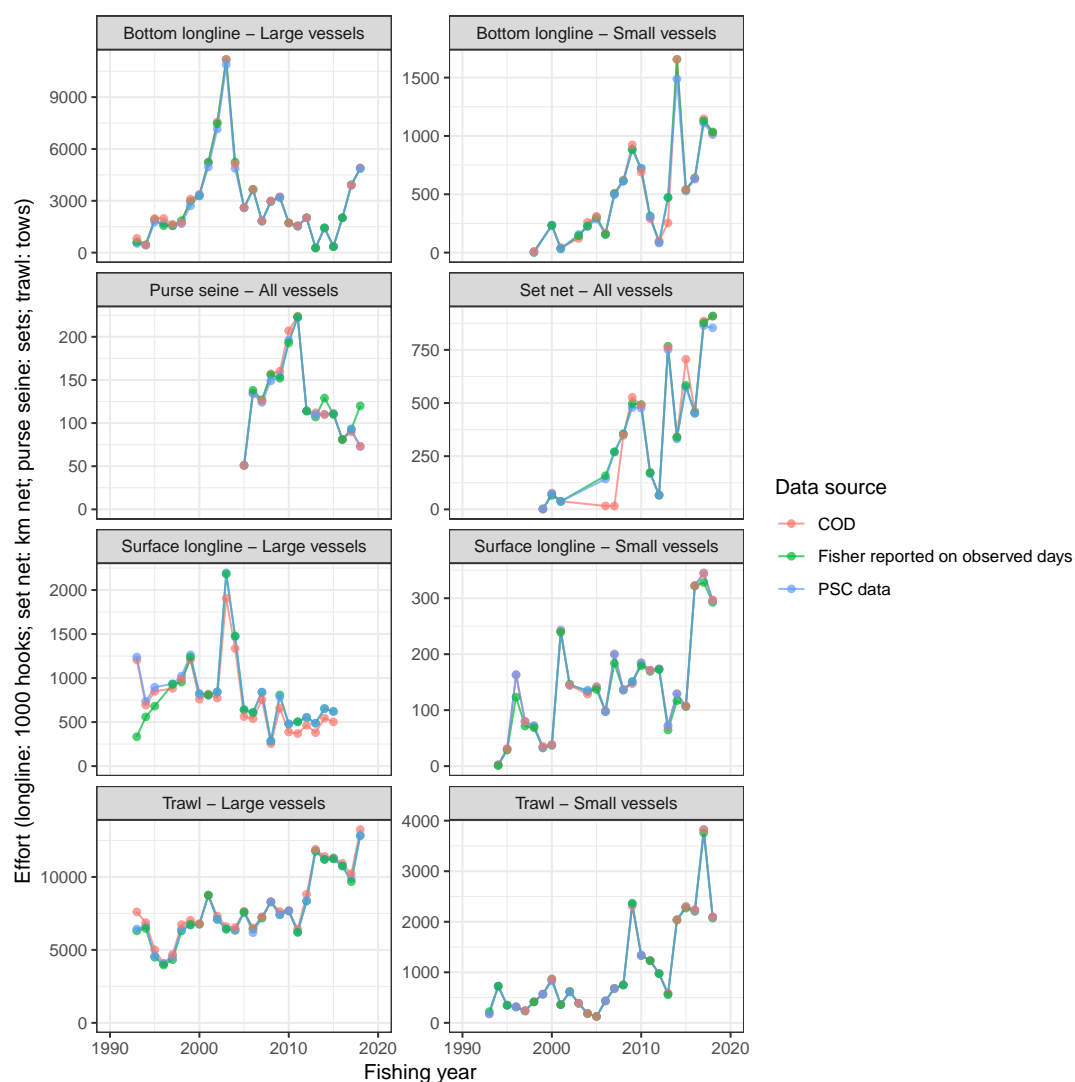 Bottom longline − Large vessels
Bottom longline − Small vessels
9000
6000
3000
0
1500
1000
500
0
Purse seine − All vessels
Set net − All vessels
200
150
100
50
0
750
500
250
0
Surface longline − Large vessels
Surface longline − Small vessels
2000
1500
1000
500
0
300
200
100
0
Trawl − Large vessels
Trawl − Small vessels
10000
5000
0
4000
3000
2000
1000
0
1990 2000 2010 2020
1990 2000 2010 2020
Fishing year
Effort (longline: 1000 hooks; set net: km net; purse seine: sets; trawl: tows)
Data source
COD
Fisher reported on observed days
PSC data